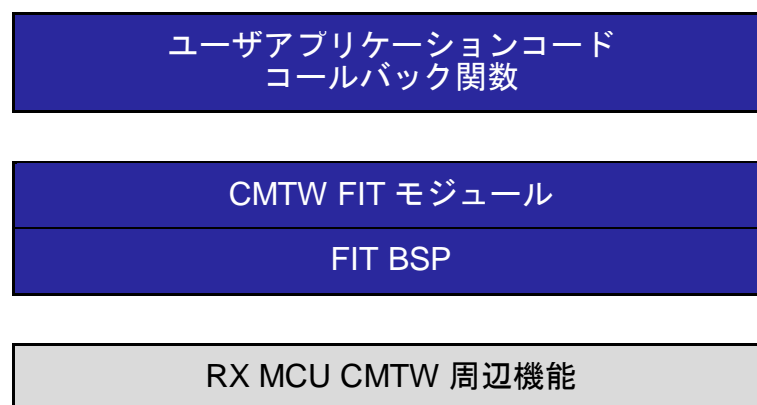 ユーザアプリケーションコード
コールバック関数
CMTW FIT モジュール
FIT BSP
RX MCU CMTW 周辺機能